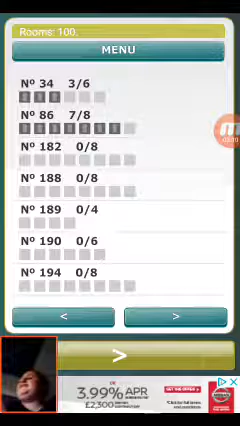 Rooms: 100.
MENU
Nº 34 3/6
Nº 86 7/8
Nº 182 0/8
Nº 188 0/8
Nº 189 0/4
Nº 190 0/6
Nº 194 0/8
< >
>
3.99% APR
£2,300